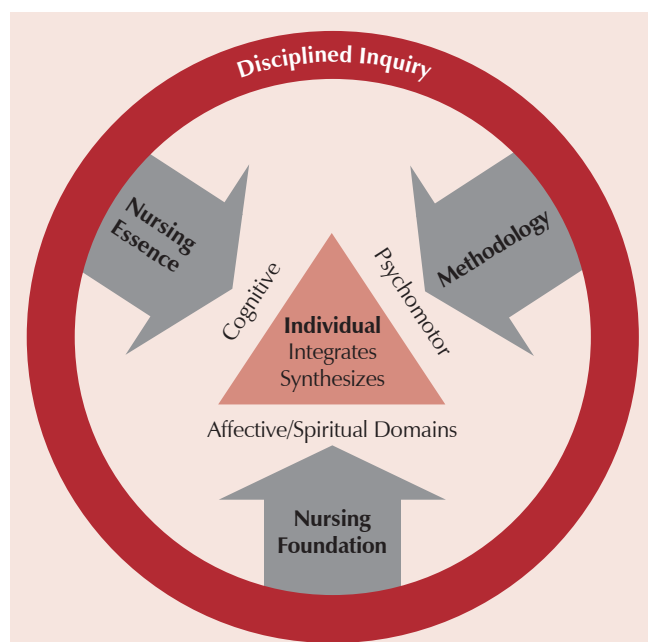 Disciplined Inquiry
Nursing
Essence
Methodology
Cognitive
Psychomotor
Individual
Integrates
Synthesizes
Affective/Spiritual Domains
Nursing
Foundation